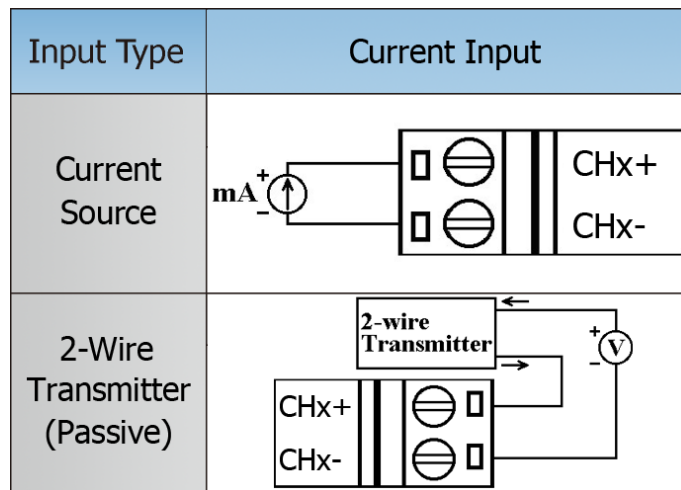 Input Type
Current Input
Current
Source
mA
+
−
CHx+
CHx-
2-Wire
Transmitter
(Passive)
2-wire
Transmitter
+
V
−
CHx+
CHx-